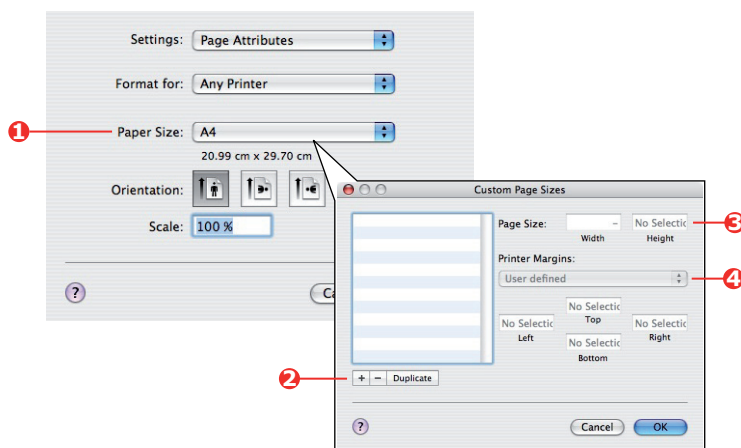 Settings: Page Attributes
Format for: Any Printer
1 Paper Size: A4
20.99 cm x 29.70 cm
Orientation:
Scale: 100 %
?
Custom Page Sizes
Page Size: – No Selectic 3
Width Height
Printer Margins:
User defined 4
No Selectic
Top
No Selectic No Selectic
Left Right
No Selectic
Bottom
2 + − Duplicate
? Cancel OK